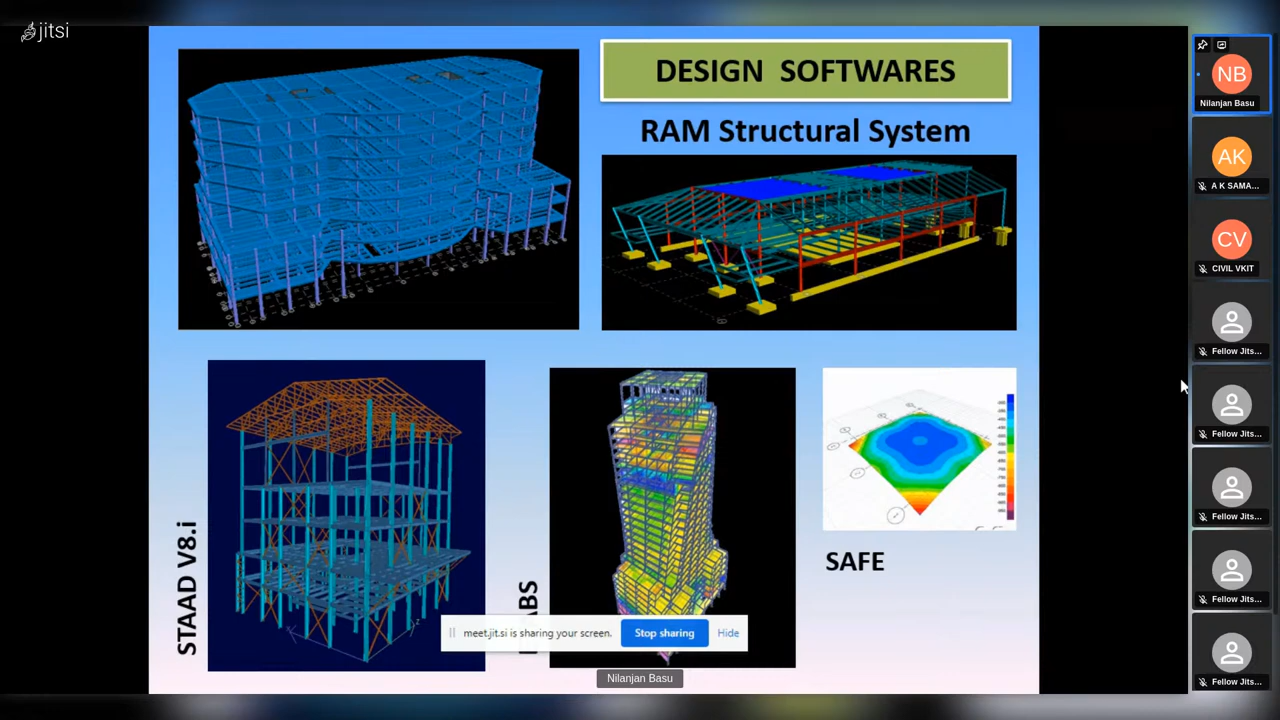 jitsi
DESIGN SOFTWARES
RAM Structural System
STAAD V8.i
ABS
SAFE
meet.jit.si is sharing your screen.
Stop sharing
Hide
Nilanjan Basu
NB
Nilanjan Basu
AK
A K SAMA...
CV
CIVIL VKIT
Fellow Jits...
Fellow Jits...
Fellow Jits...
Fellow Jits...
Fellow Jits...